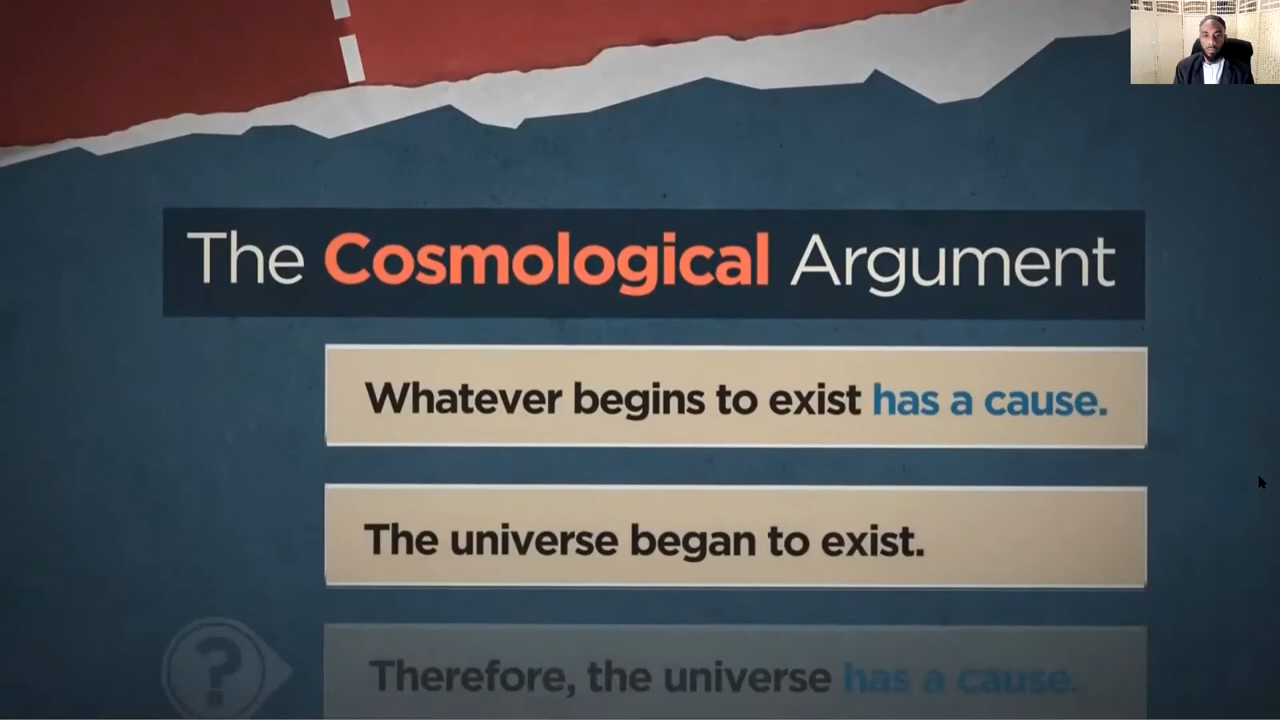 The Cosmological Argument
Whatever begins to exist has a cause.
The universe began to exist.
?
Therefore, the universe has a cause.